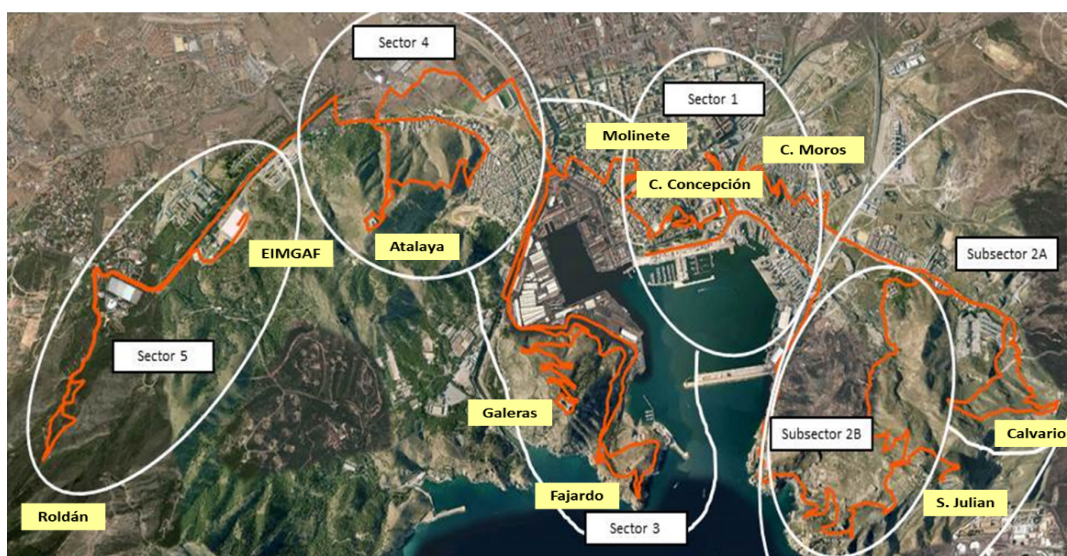 Sector 4
Sector 1
Molinete
C. Moros
C. Concepción
Atalaya
EIMGAF
Subsector 2A
Sector 5
Galeras
Subsector 2B
Calvario
Roldán
Fajardo
S. Julian
Sector 3